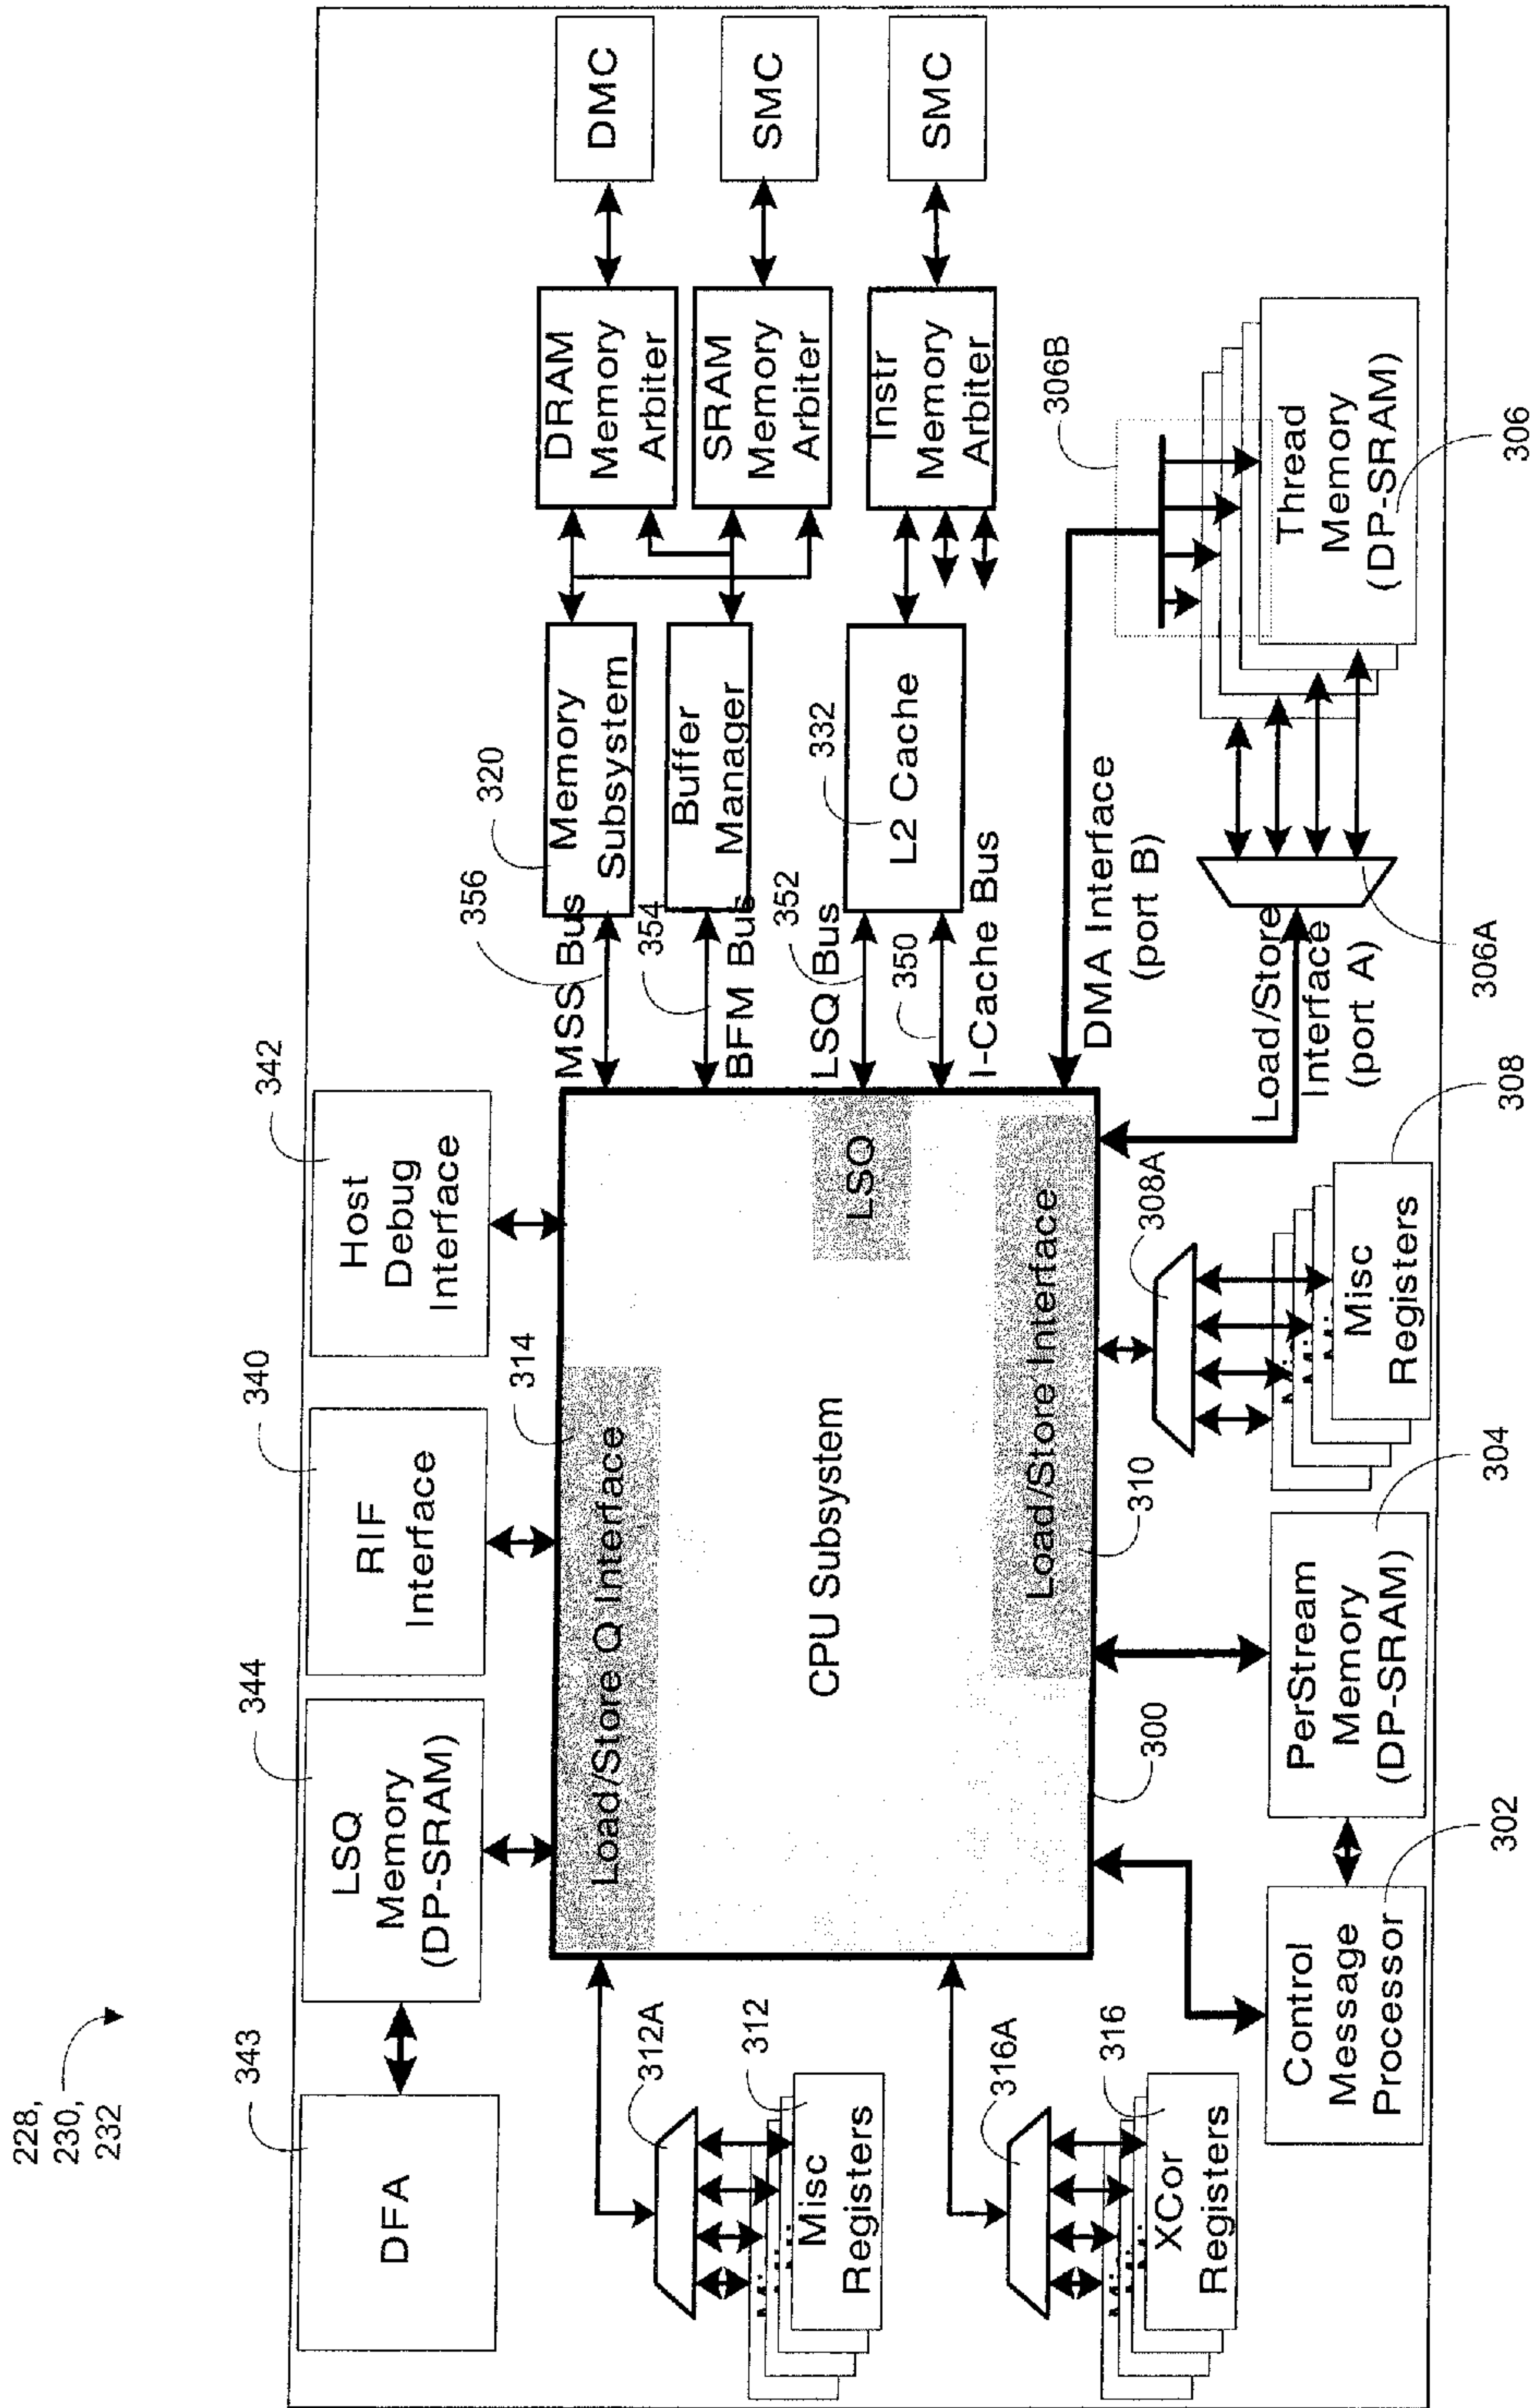 228,
230,
232
343
344
340
342
DFA
LSQ
Memory
(DP-SRAM)
RIF
Interface
Host
Debug
Interface
312A
312
Misc
Registers
316A
316
XCor
Registers
314
Load/Store Q Interface
CPU Subsystem
LSQ
Load/Store Interface
310
300
MSS Bus
356
320
Memory
Subsystem
354
BFM Bus
Buffer
Manager
LSQ Bus
352
332
L2 Cache
350
I-Cache Bus
DRAM
Memory
Arbiter
DMC
SRAM
Memory
Arbiter
SMC
Instr
Memory
Arbiter
SMC
DMA Interface
(port B)
306B
Load/Store
Interface
(port A)
306A
Thread
Memory
(DP-SRAM)
306
308A
308
Misc
Registers
304
PerStream
Memory
(DP-SRAM)
302
Control
Message
Processor